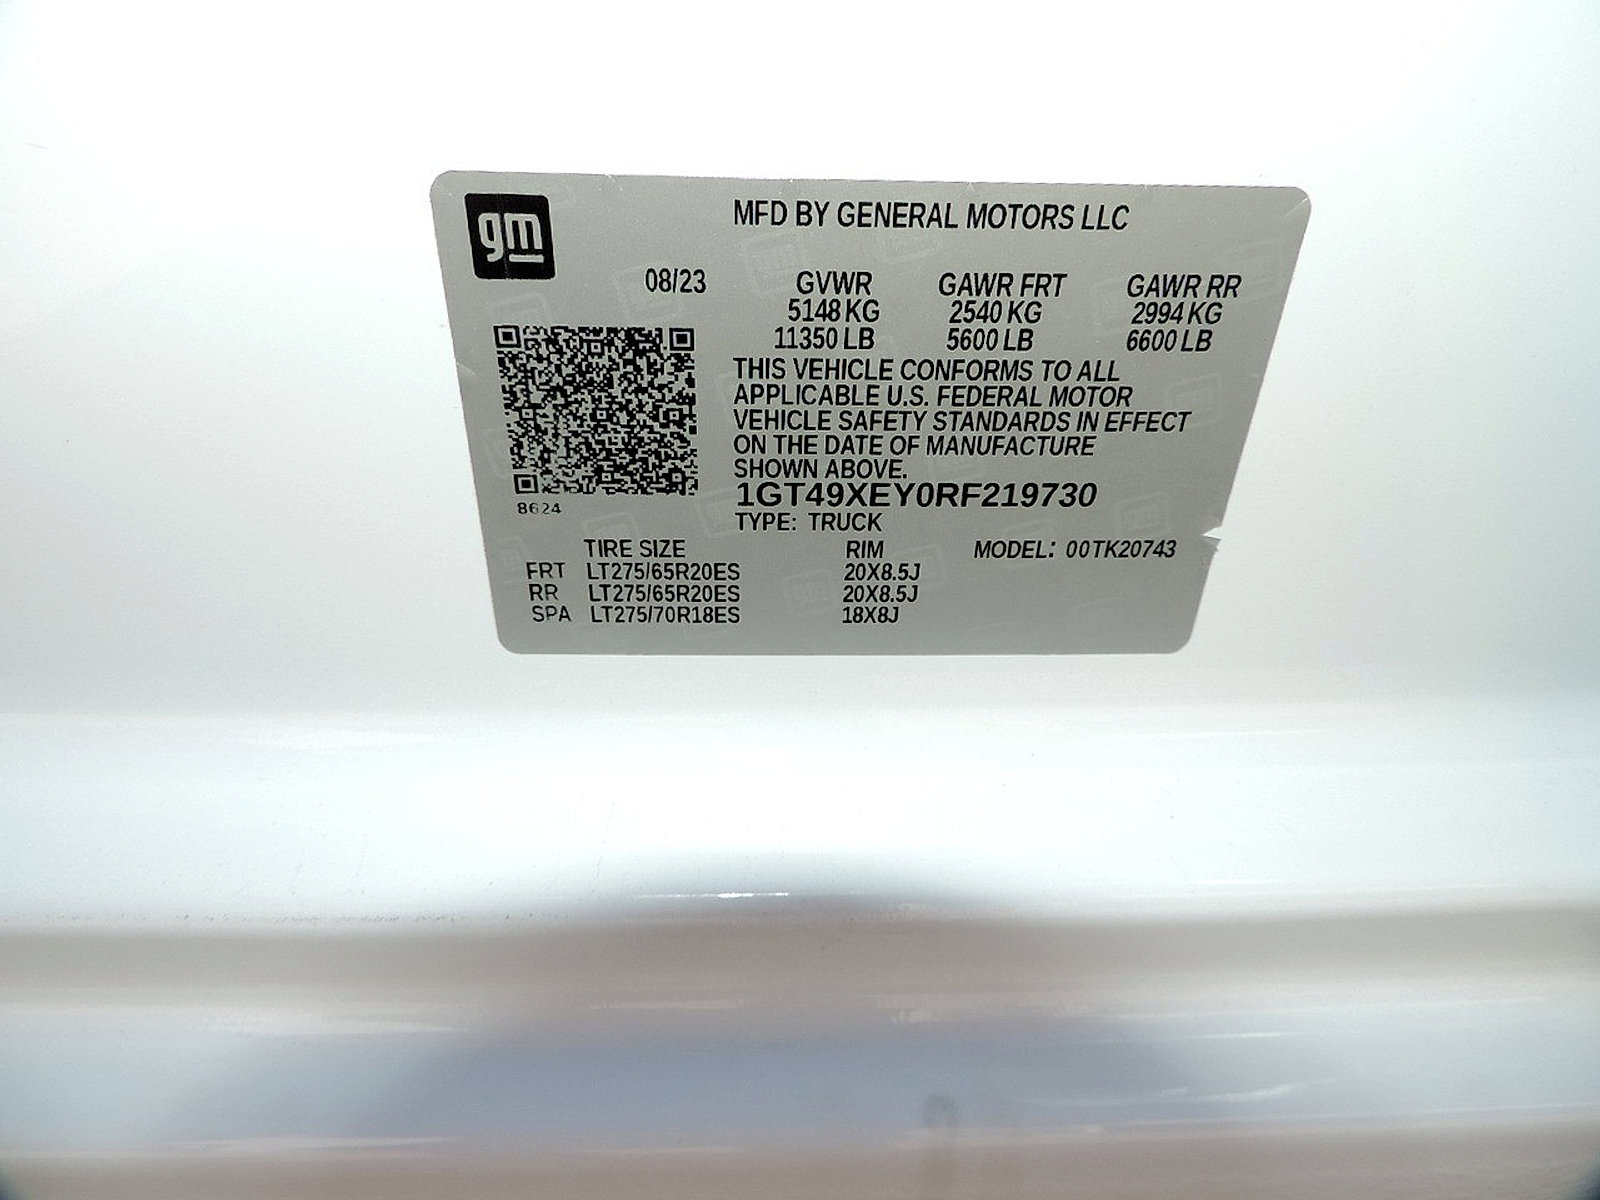 gm
MFD BY GENERAL MOTORS LLC
08/23 GVWR GAWR FRT GAWR RR
5148 KG 2540 KG 2994 KG
11350 LB 5600 LB 6600 LB
THIS VEHICLE CONFORMS TO ALL
APPLICABLE U.S. FEDERAL MOTOR
VEHICLE SAFETY STANDARDS IN EFFECT
ON THE DATE OF MANUFACTURE
SHOWN ABOVE.
1GT49XEY0RF219730
8624
TYPE: TRUCK
TIRE SIZE RIM MODEL: 00TK20743
FRT LT275/65R20ES 20X8.5J
RR LT275/65R20ES 20X8.5J
SPA LT275/70R18ES 18X8J